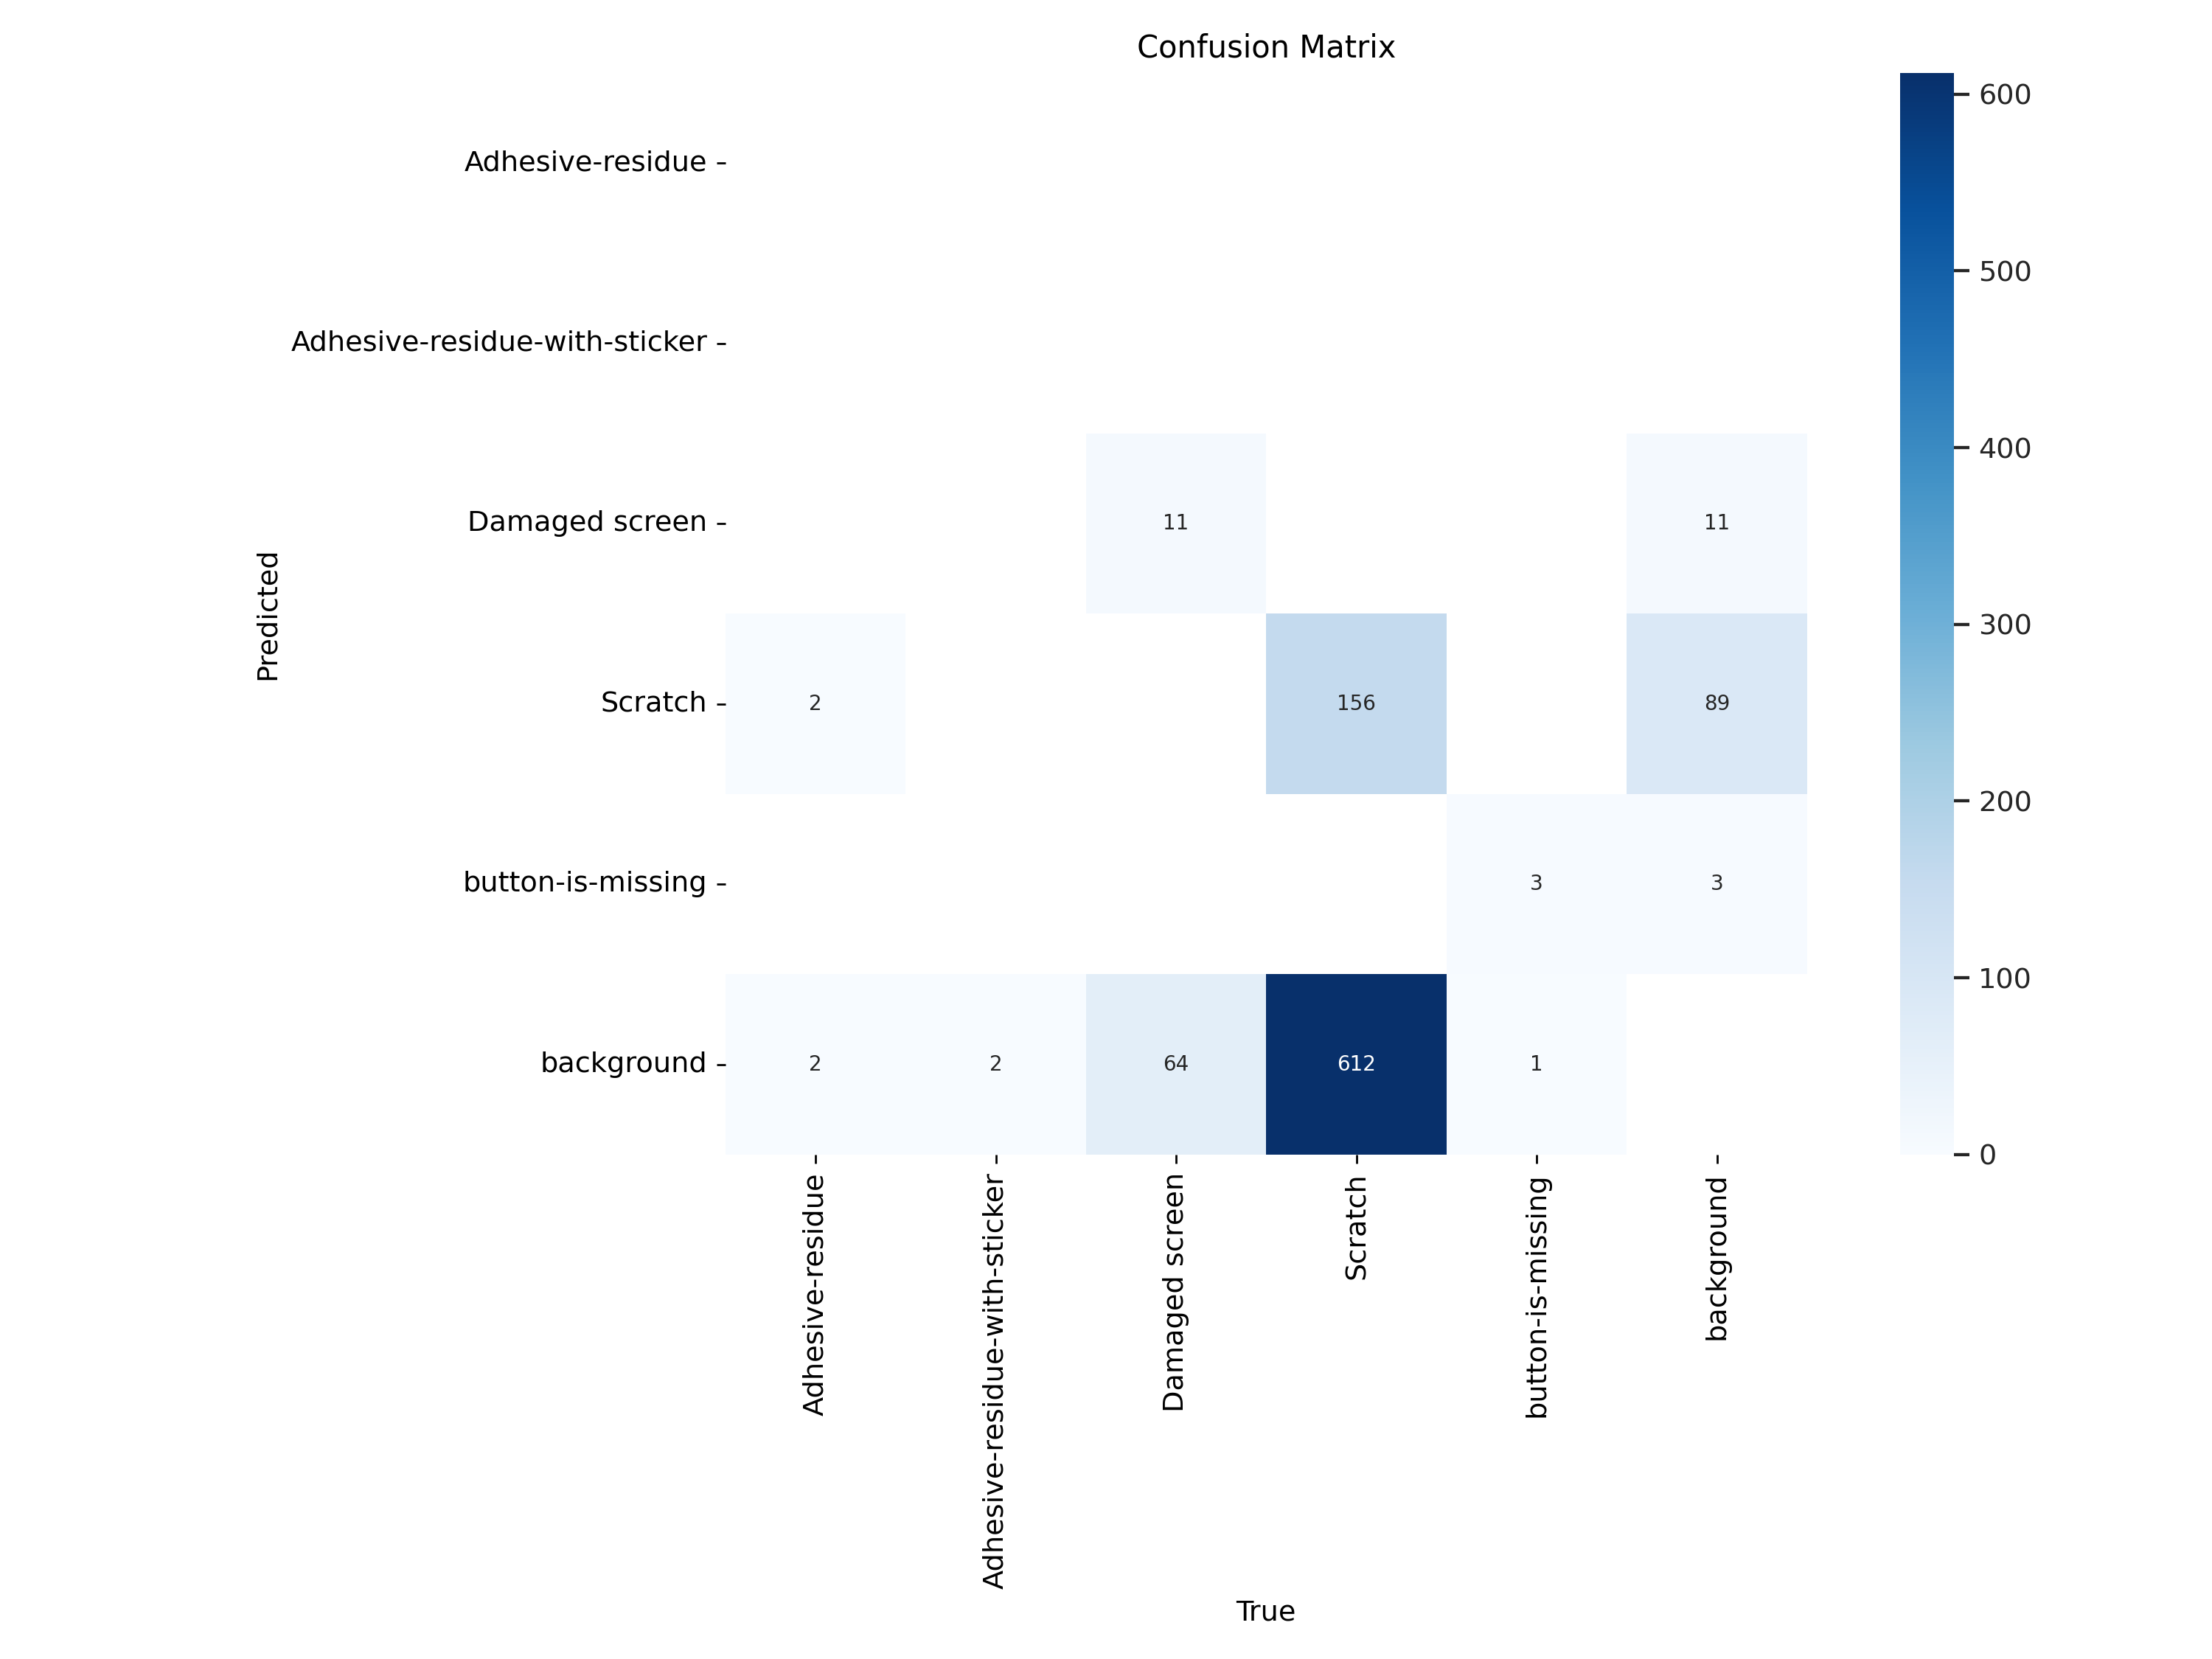 Confusion Matrix
Predicted
Adhesive-residue
Adhesive-residue-with-sticker
Damaged screen
11
11
Scratch
2
156
89
button-is-missing
3
3
background
2
2
64
612
1
Adhesive-residue
Adhesive-residue-with-sticker
Damaged screen
Scratch
button-is-missing
background
True
600
500
400
300
200
100
0